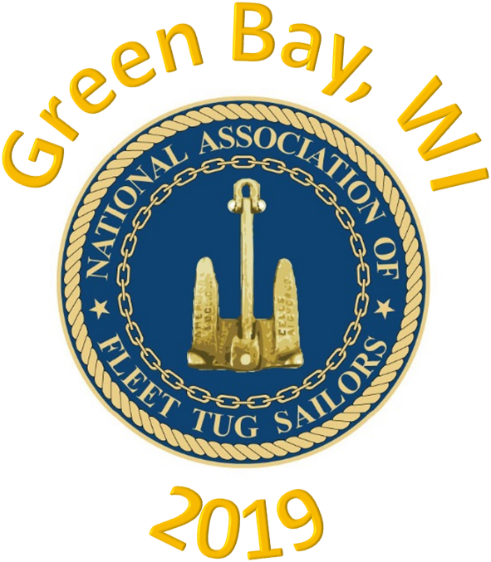 Green Bay, WI
NATIONAL ASSOCIATION OF
FLEET TUG SAILORS
2019